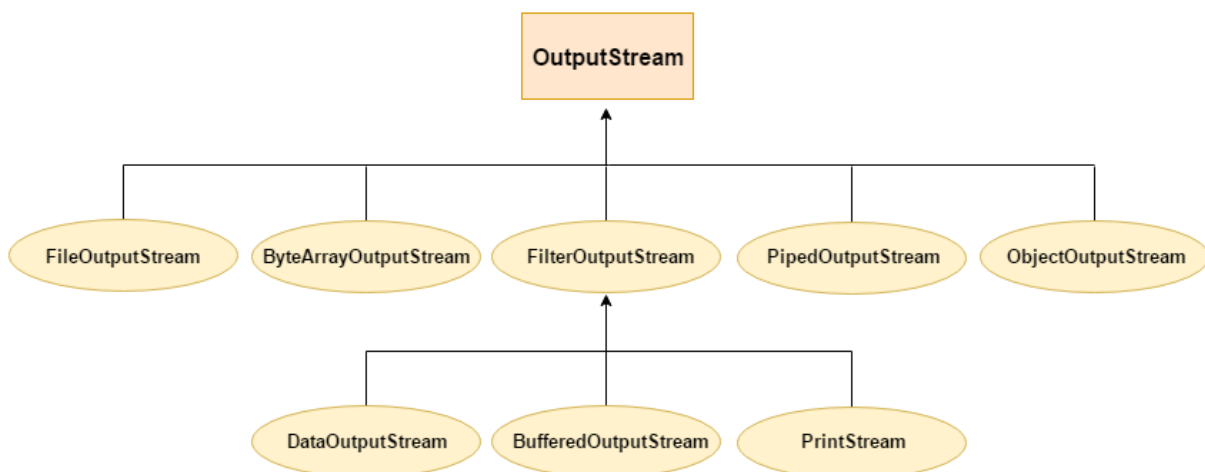 OutputStream
FileOutputStream
ByteArrayOutputStream
FilterOutputStream
PipedOutputStream
ObjectOutputStream
DataOutputStream
BufferedOutputStream
PrintStream